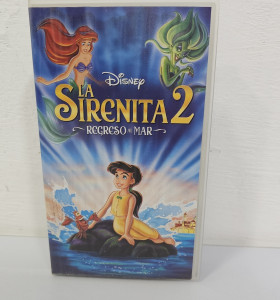 Disney
LA
SIRENITA 2
REGRESO AL MAR